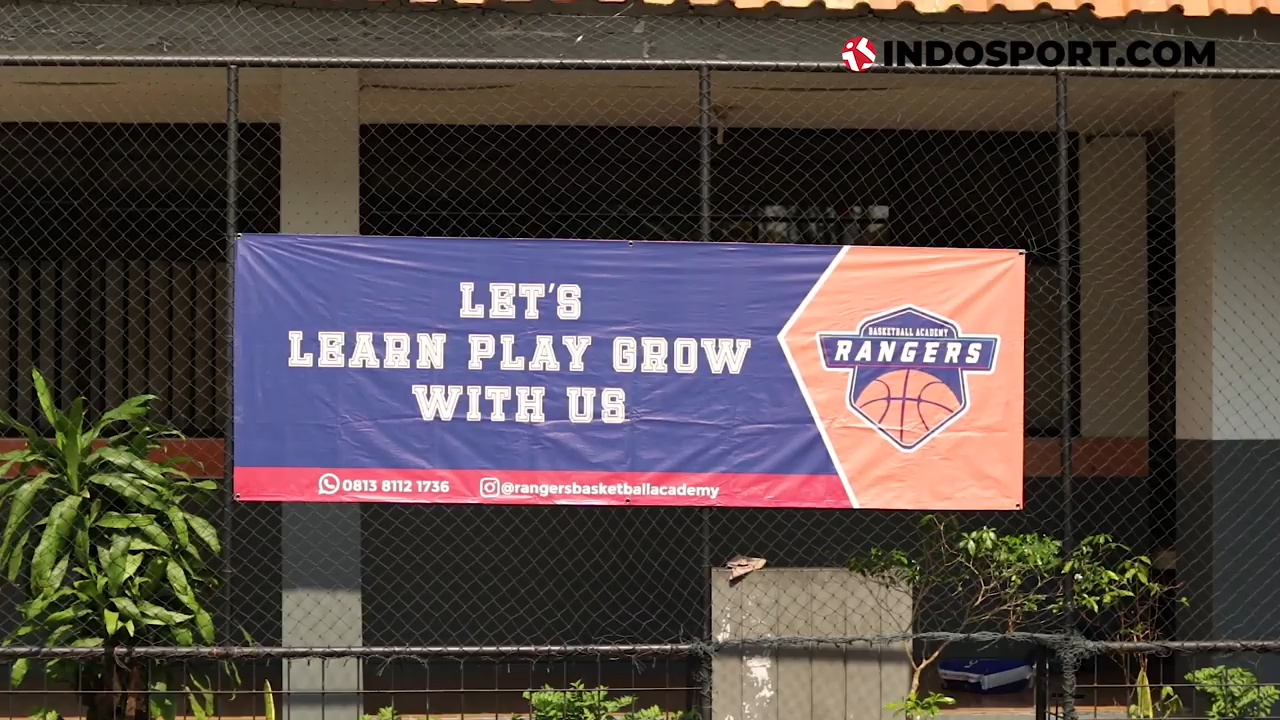 INDOSPORT.COM
LET'S
LEARN PLAY GROW
WITH US
BASKETBALL ACADEMY
RANGERS
0813 8112 1736 @rangersbasketballacademy